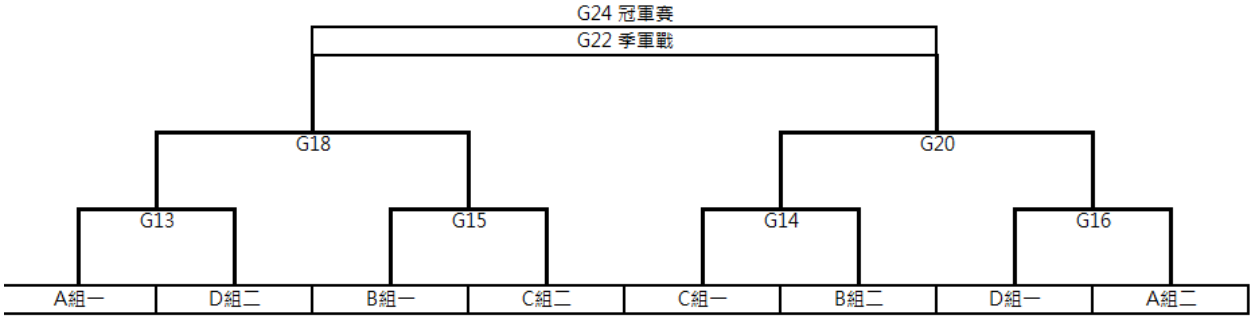 G24 冠軍賽
G22 季軍戰
G18 G20
G13 G15 G14 G16
A組一 D組二 B組一 C組二 C組一 B組二 D組一 A組二